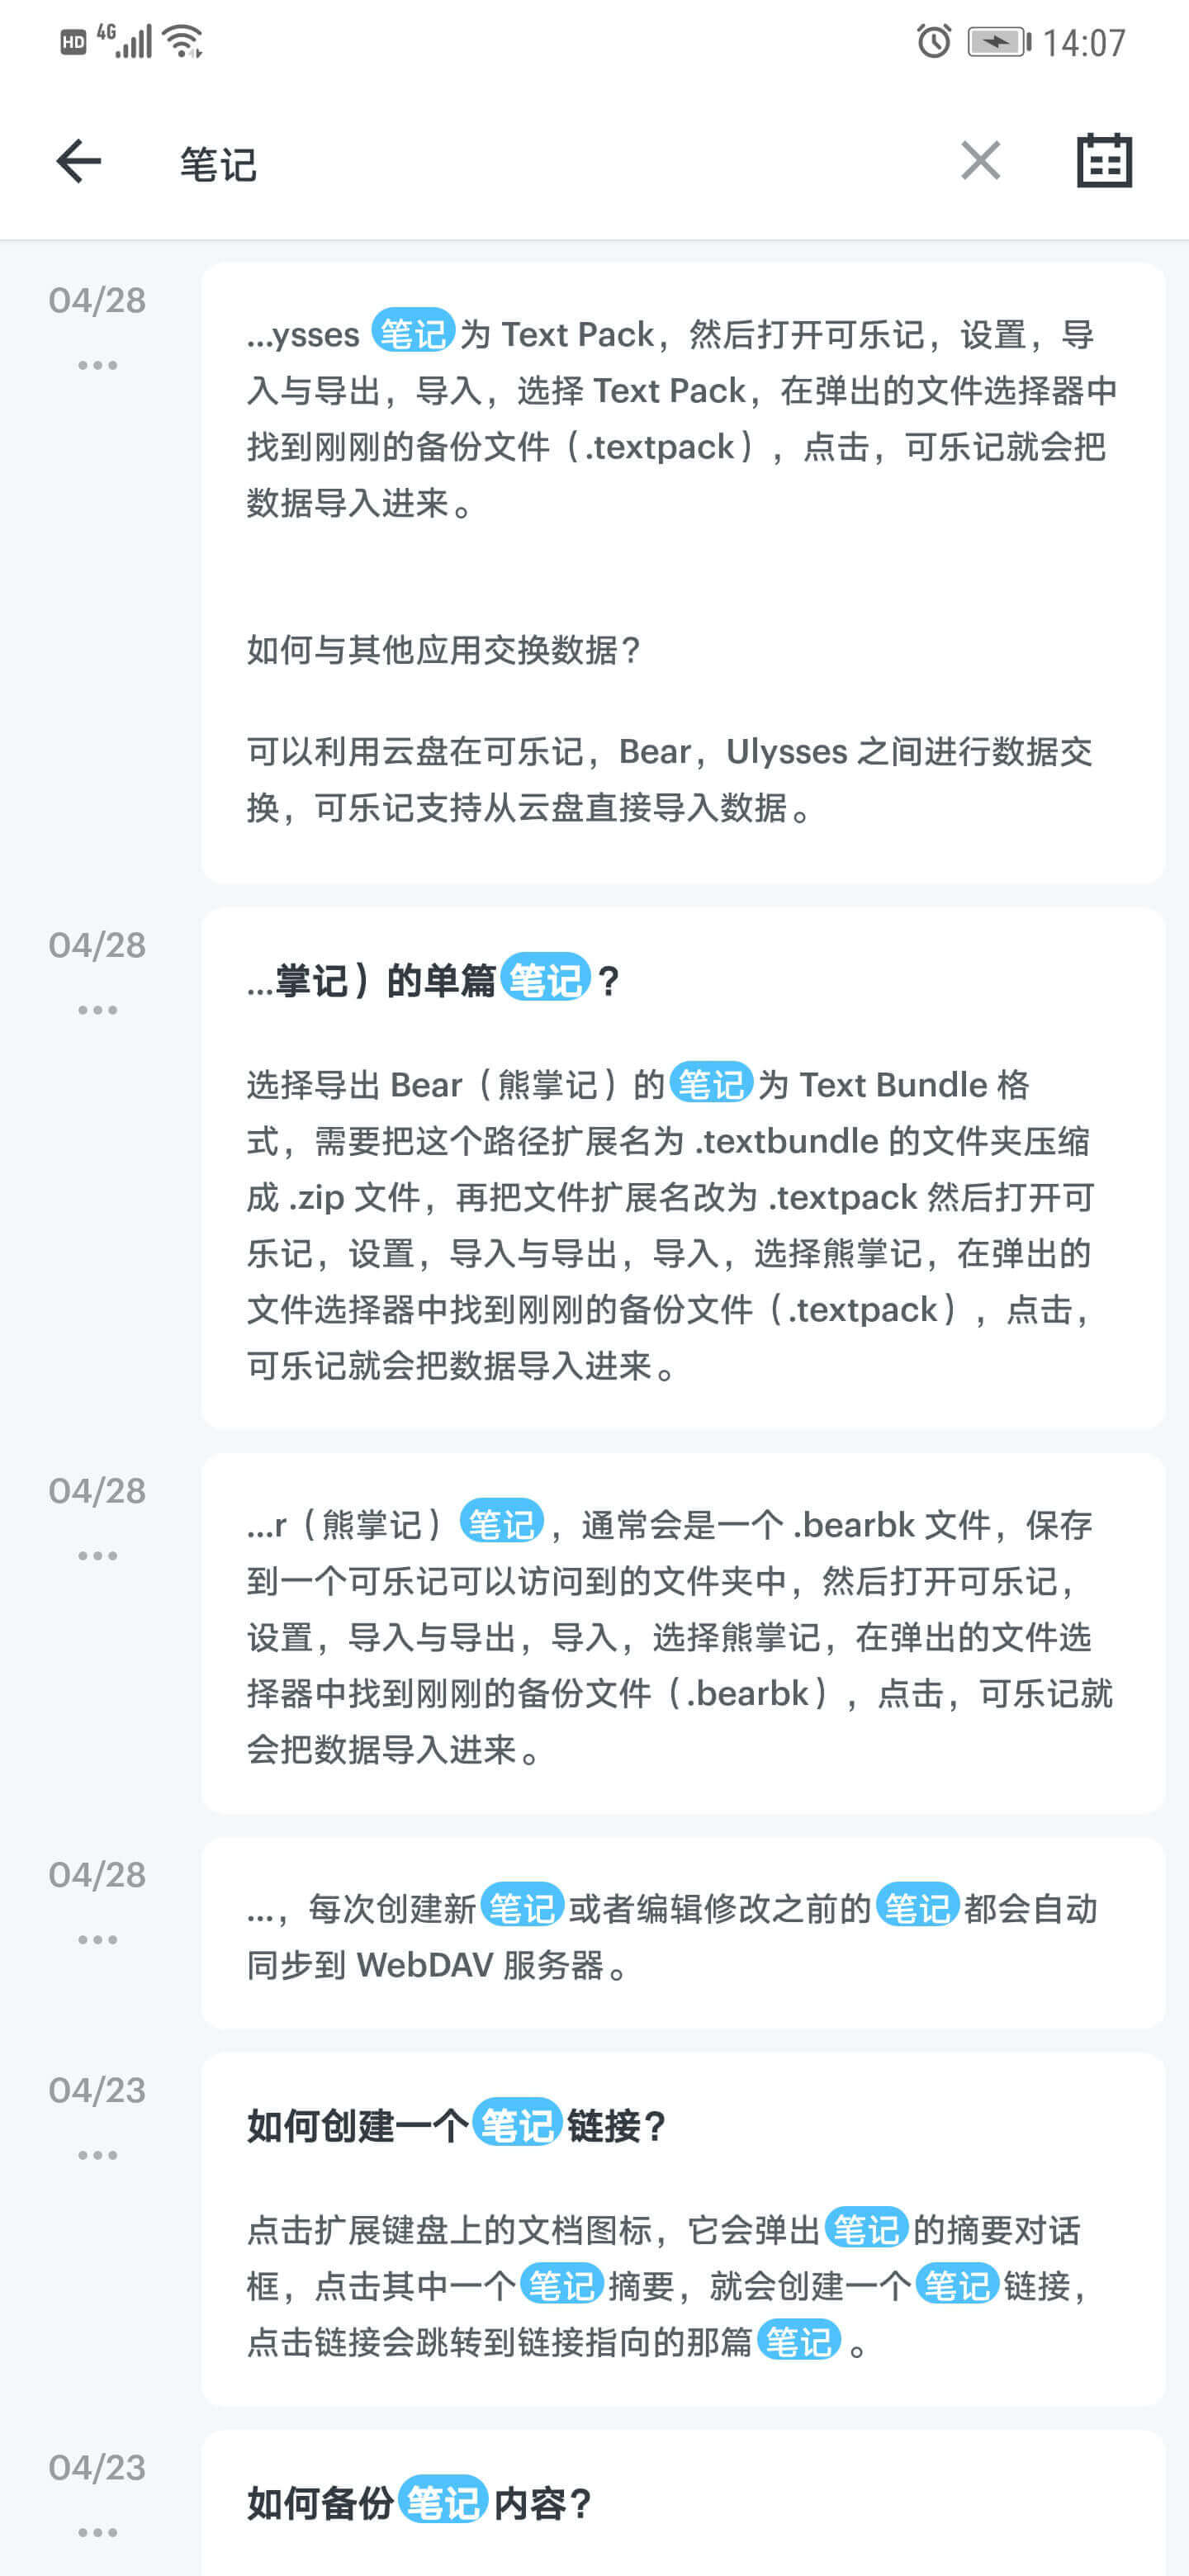 HD 4G 14:07
笔记
04/28
...ysses 笔记为 Text Pack，然后打开可乐记，设置，导
入与导出，导入，选择 Text Pack，在弹出的文件选择器中
找到刚刚的备份文件（.textpack），点击，可乐记就会把
数据导入进来。
如何与其他应用交换数据？
可以利用云盘在可乐记，Bear，Ulysses 之间进行数据交
换，可乐记支持从云盘直接导入数据。
04/28
...掌记）的单篇笔记？
选择导出 Bear（熊掌记）的笔记为 Text Bundle 格
式，需要把这个路径扩展名为 .textbundle 的文件夹压缩
成 .zip 文件，再把文件扩展名改为 .textpack 然后打开可
乐记，设置，导入与导出，导入，选择熊掌记，在弹出的
文件选择器中找到刚刚的备份文件（.textpack），点击，
可乐记就会把数据导入进来。
04/28
...r（熊掌记）笔记，通常会是一个 .bearbk 文件，保存
到一个可乐记可以访问到的文件夹中，然后打开可乐记，
设置，导入与导出，导入，选择熊掌记，在弹出的文件选
择器中找到刚刚的备份文件（.bearbk），点击，可乐记就
会把数据导入进来。
04/28
...，每次创建新笔记或者编辑修改之前的笔记都会自动
同步到 WebDAV 服务器。
04/23
如何创建一个笔记链接？
点击扩展键盘上的文档图标，它会弹出笔记的摘要对话
框，点击其中一个笔记摘要，就会创建一个笔记链接，
点击链接会跳转到链接指向的那篇笔记。
04/23
如何备份笔记内容？